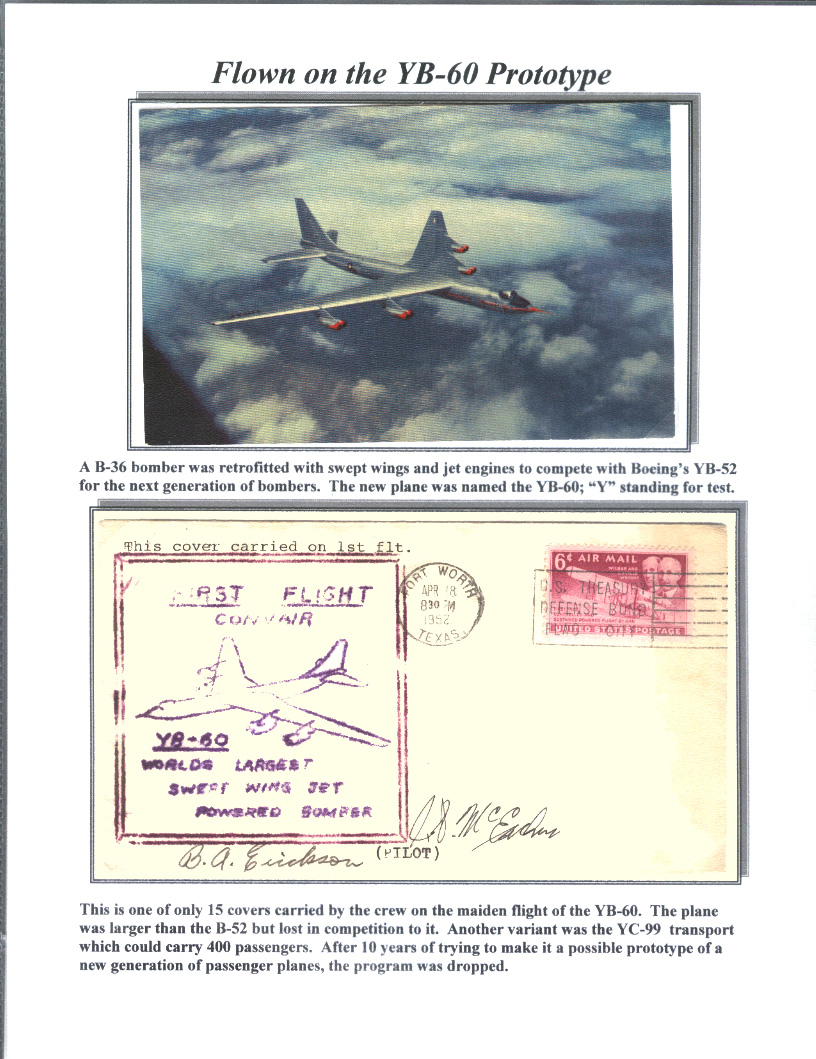 Flown on the YB-60 Prototype
A B-36 bomber was retrofitted with swept wings and jet engines to compete with Boeing's YB-52
for the next generation of bombers.  The new plane was named the YB-60; “Y” standing for test.
This cover carried on 1st flt.
FIRST FLIGHT
CONVAIR
YB-60
WORLDS LARGEST
SWEPT WING JET
POWERED BOMBER
FORT WORTH
APR 18
8 30 PM
1952
TEXAS
6¢ AIR MAIL
WILBUR AND
U.S. TREASURY
DEFENSE BOND
UNITED STATES POSTAGE
B.A. Erickson
(PILOT)
This is one of only 15 covers carried by the crew on the maiden flight of the YB-60.  The plane
was larger than the B-52 but lost in competition to it.  Another variant was the YC-99  transport
which could carry 400 passengers.  After 10 years of trying to make it a possible prototype of a
new generation of passenger planes, the program was dropped.